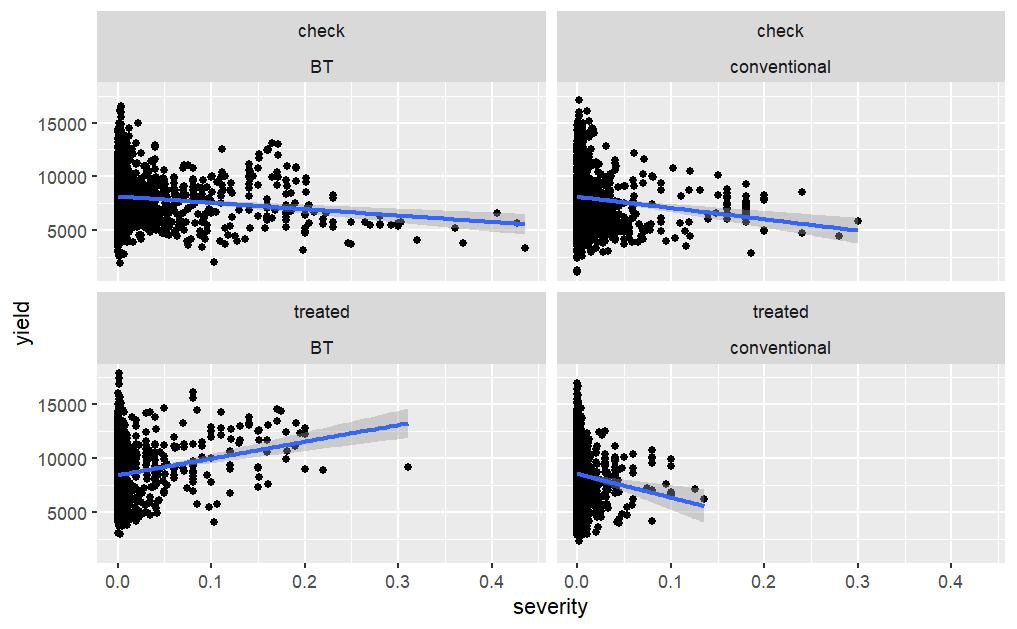 check
check
BT
conventional
15000
10000
5000
treated
treated
BT
conventional
15000
10000
5000
0.0 0.1 0.2 0.3 0.4 0.0 0.1 0.2 0.3 0.4
severity
yield